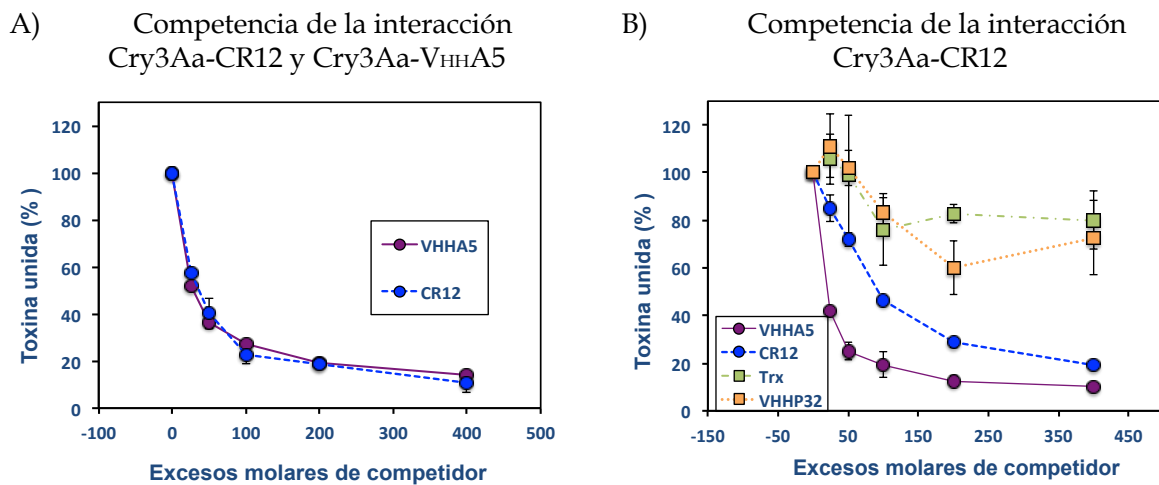 A)
Competencia de la interacción
Cry3Aa-CR12 y Cry3Aa-VHHA5
Toxina unida (% )
120
100
80
60
40
20
0
-100
0
100
200
300
400
500
Excesos molares de competidor
VHHA5
CR12
B)
Competencia de la interacción
Cry3Aa-CR12
Toxina unida (% )
120
100
80
60
40
20
0
-150
-50
50
150
250
350
450
Excesos molares de competidor
VHHA5
CR12
Trx
VHHP32